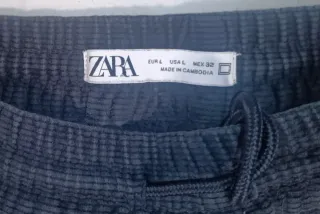 ZARA
EUR L USA L MEX 32
MADE IN CAMBODIA